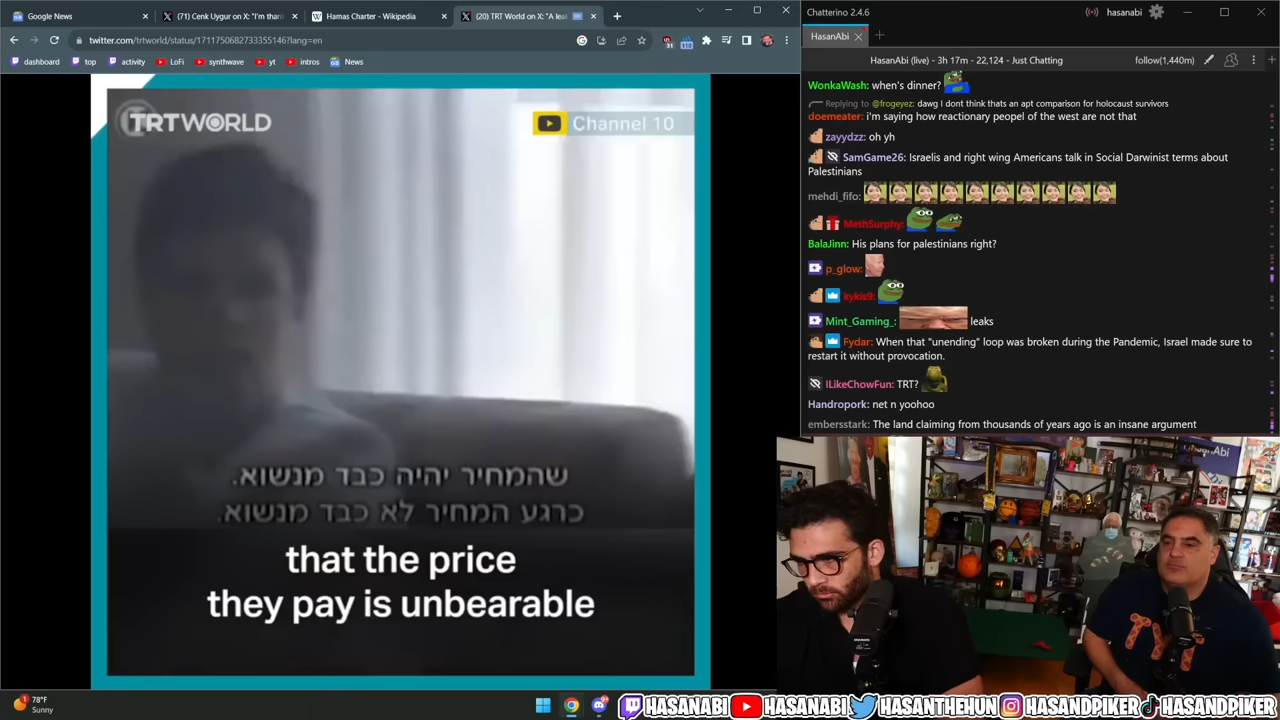 Google News
(71) Cenk Uygur on X: "I'm than
Hamas Charter - Wikipedia
(20) TRT World on X: "A leak
twitter.com/trtworld/status/1711750682733551467?lang=en
dashboard
top
activity
LoFi
synthwave
yt
intros
News
TRTWORLD
Channel 10
שהמחיר יהיה כבד מנשוא.
כרגע המחיר לא כבד מנשוא.
that the price
they pay is unbearable
78°F
Sunny
Chatterino 2.4.6
hasanabi
HasanAbi
HasanAbi (live) - 3h 17m - 22,124 - Just Chatting
follow(1,440m)
WonkaWash: when's dinner?
Replying to @frogeyez: dawg I dont think thats an apt comparison for holocaust survivors
doemeater: i'm saying how reactionary peopel of the west are not that
zayydzz: oh yh
SamGame26: Israelis and right wing Americans talk in Social Darwinist terms about
Palestinians
mehdi_fifo:
MethSurphy:
BalaJinn: His plans for palestinians right?
p_glow:
kykis9:
Mint_Gaming_: leaks
Fydar: When that "unending" loop was broken during the Pandemic, Israel made sure to
restart it without provocation.
ILikeChowFun: TRT?
Handropork: net n yoohoo
embersstark: The land claiming from thousands of years ago is an insane argument
HASANABI
HASANABI
HASANTHEHUN
HASANDPIKER
HASANDPIKER